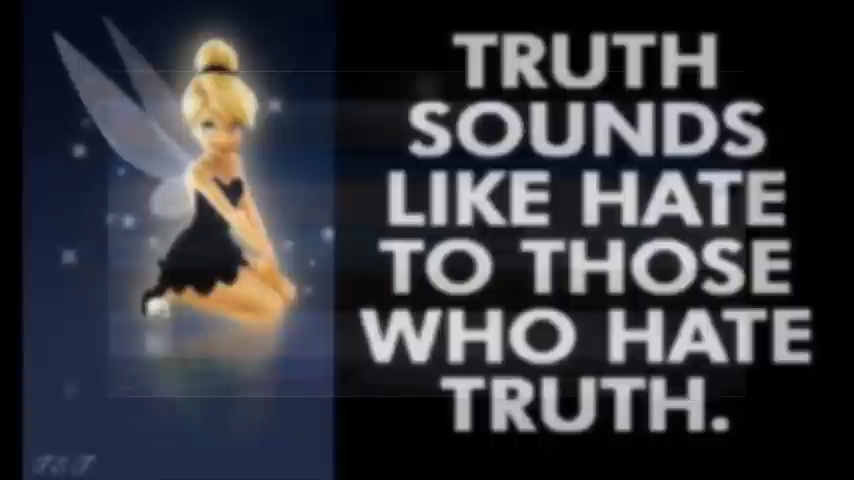 TRUTH
SOUNDS
LIKE HATE
TO THOSE
WHO HATE
TRUTH.